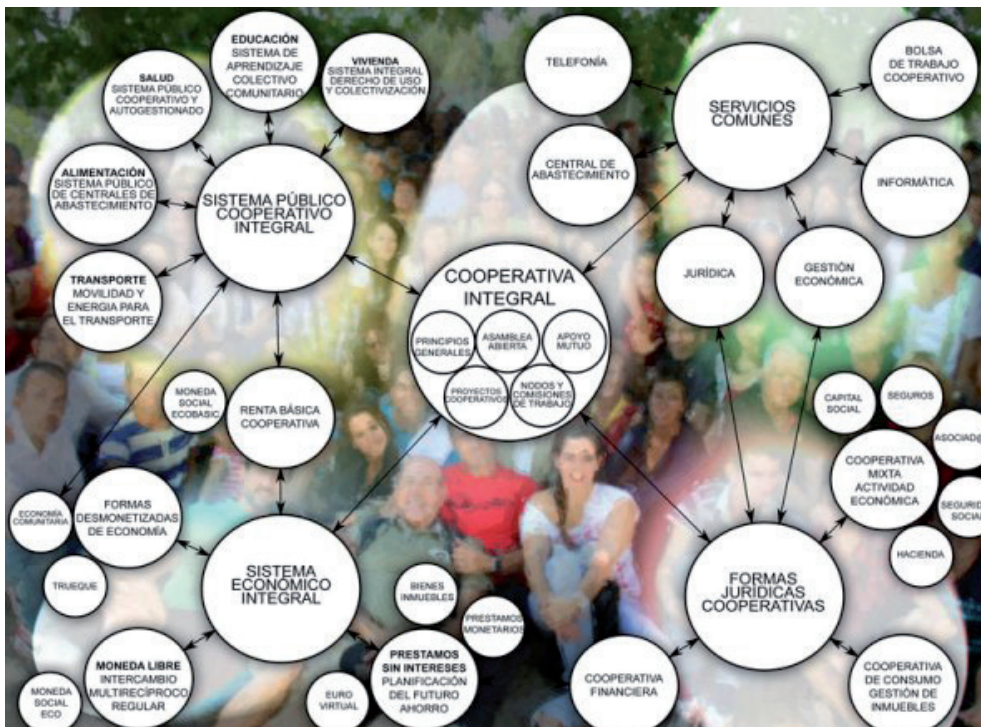 EDUCACIÓN
SISTEMA DE
APRENDIZAJE
COLECTIVO
COMUNITARIO
VIVIENDA
SISTEMA INTEGRAL
DERECHO DE USO
Y COLECTIVIZACIÓN
SALUD
SISTEMA PÚBLICO
COOPERATIVO Y
AUTOGESTIONADO
ALIMENTACIÓN
SISTEMA PÚBLICO
DE CENTRALES DE
ABASTECIMIENTO
TRANSPORTE
MOVILIDAD Y
ENERGIA PARA
EL TRANSPORTE
SISTEMA PÚBLICO
COOPERATIVO
INTEGRAL
TELEFONÍA
CENTRAL DE
ABASTECIMIENTO
SERVICIOS
COMUNES
BOLSA
DE TRABAJO
COOPERATIVO
INFORMÁTICA
JURÍDICA
GESTIÓN
ECONÓMICA
COOPERATIVA
INTEGRAL
PRINCIPIOS
GENERALES
ASAMBLEA
ABIERTA
APOYO
MUTUO
PROYECTOS
COOPERATIVOS
NODOS Y
COMISIONES
DE TRABAJO
MONEDA
SOCIAL
ECOBASIC
RENTA BÁSICA
COOPERATIVA
ECONOMÍA
COMUNITARIA
FORMAS
DESMONETIZADAS
DE ECONOMÍA
TRUEQUE
SISTEMA
ECONÓMICO
INTEGRAL
MONEDA LIBRE
INTERCAMBIO
MULTIRECÍPROCO
REGULAR
MONEDA
SOCIAL
ECO
BIENES
INMUEBLES
PRESTAMOS
MONETARIOS
PRESTAMOS
SIN INTERESES
PLANIFICACIÓN
DEL FUTURO
AHORRO
EURO
VIRTUAL
CAPITAL
SOCIAL
SEGUROS
ASOCIAD@
COOPERATIVA
MIXTA
ACTIVIDAD
ECONÓMICA
SEGURID
SOCIAL
HACIENDA
FORMAS
JURÍDICAS
COOPERATIVAS
COOPERATIVA
FINANCIERA
COOPERATIVA
DE CONSUMO
GESTIÓN DE
INMUEBLES